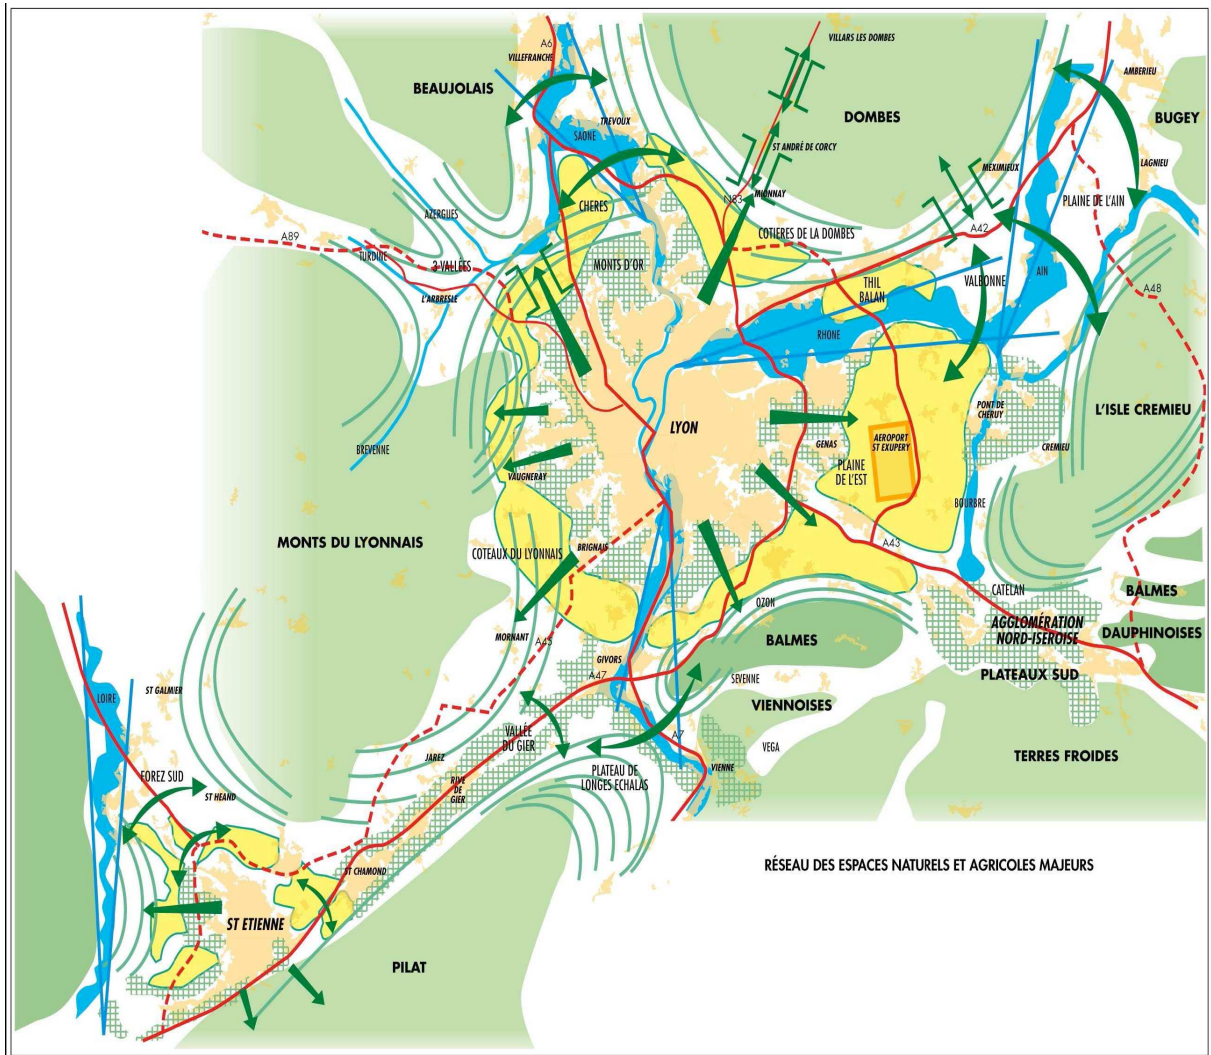 VILLARS LES DOMBES
A6
VILLEFRANCHE
AMBERIEU
BEAUJOLAIS
DOMBES
BUGEY
TREVOUX
SAONE
ST ANDRÉ DE CORCY
LAGNIEU
MEXIMIEUX
MIONNAY
N83
PLAINE DE L'AIN
CHERES
AZERGUES
A42
COTIERES DE LA DOMBES
A89
TURDINE
3 VALLÉES
MONTS D'OR
AIN
THIL
BALAN
VALBONNE
A48
L'ARBRESLE
RHONE
L'ISLE CREMIEU
PONT DE
CHERUY
LYON
GENAS
AEROPORT
ST EXUPERY
CREMIEU
BREVENNE
PLAINE
DE L'EST
VAUGNERAY
BOURBRE
MONTS DU LYONNAIS
COTEAUX DU LYONNAIS
BRIGNAIS
A43
CATELAN
BALMES
OZON
AGGLOMÉRATION
NORD-ISEROISE
DAUPHINOISES
MORNANT
A45
BALMES
GIVORS
A47
SEVENNE
PLATEAUX SUD
ST GALMIER
LOIRE
VIENNOISES
VALLÉE
DU GIER
A7
VEGA
TERRES FROIDES
JAREZ
VIENNE
FOREZ SUD
RIVE
DE
GIER
PLATEAU DE
LONGES ECHALAS
ST HEAND
RÉSEAU DES ESPACES NATURELS ET AGRICOLES MAJEURS
ST CHAMOND
ST ETIENNE
PILAT